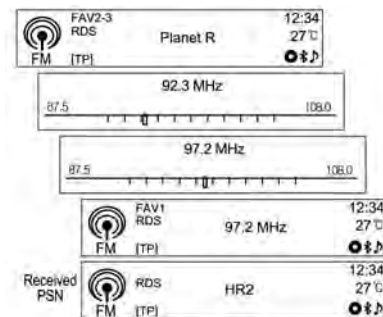 FAV2-3 12:34
RDS Planet R 27℃
FM [TP]
92.3 MHz
87.5 108.0
97.2 MHz
87.5 108.0
FAV1 12:34
RDS 97.2 MHz 27℃
FM [TP]
12:34
Received PSN RDS HR2 27℃
FM [TP]